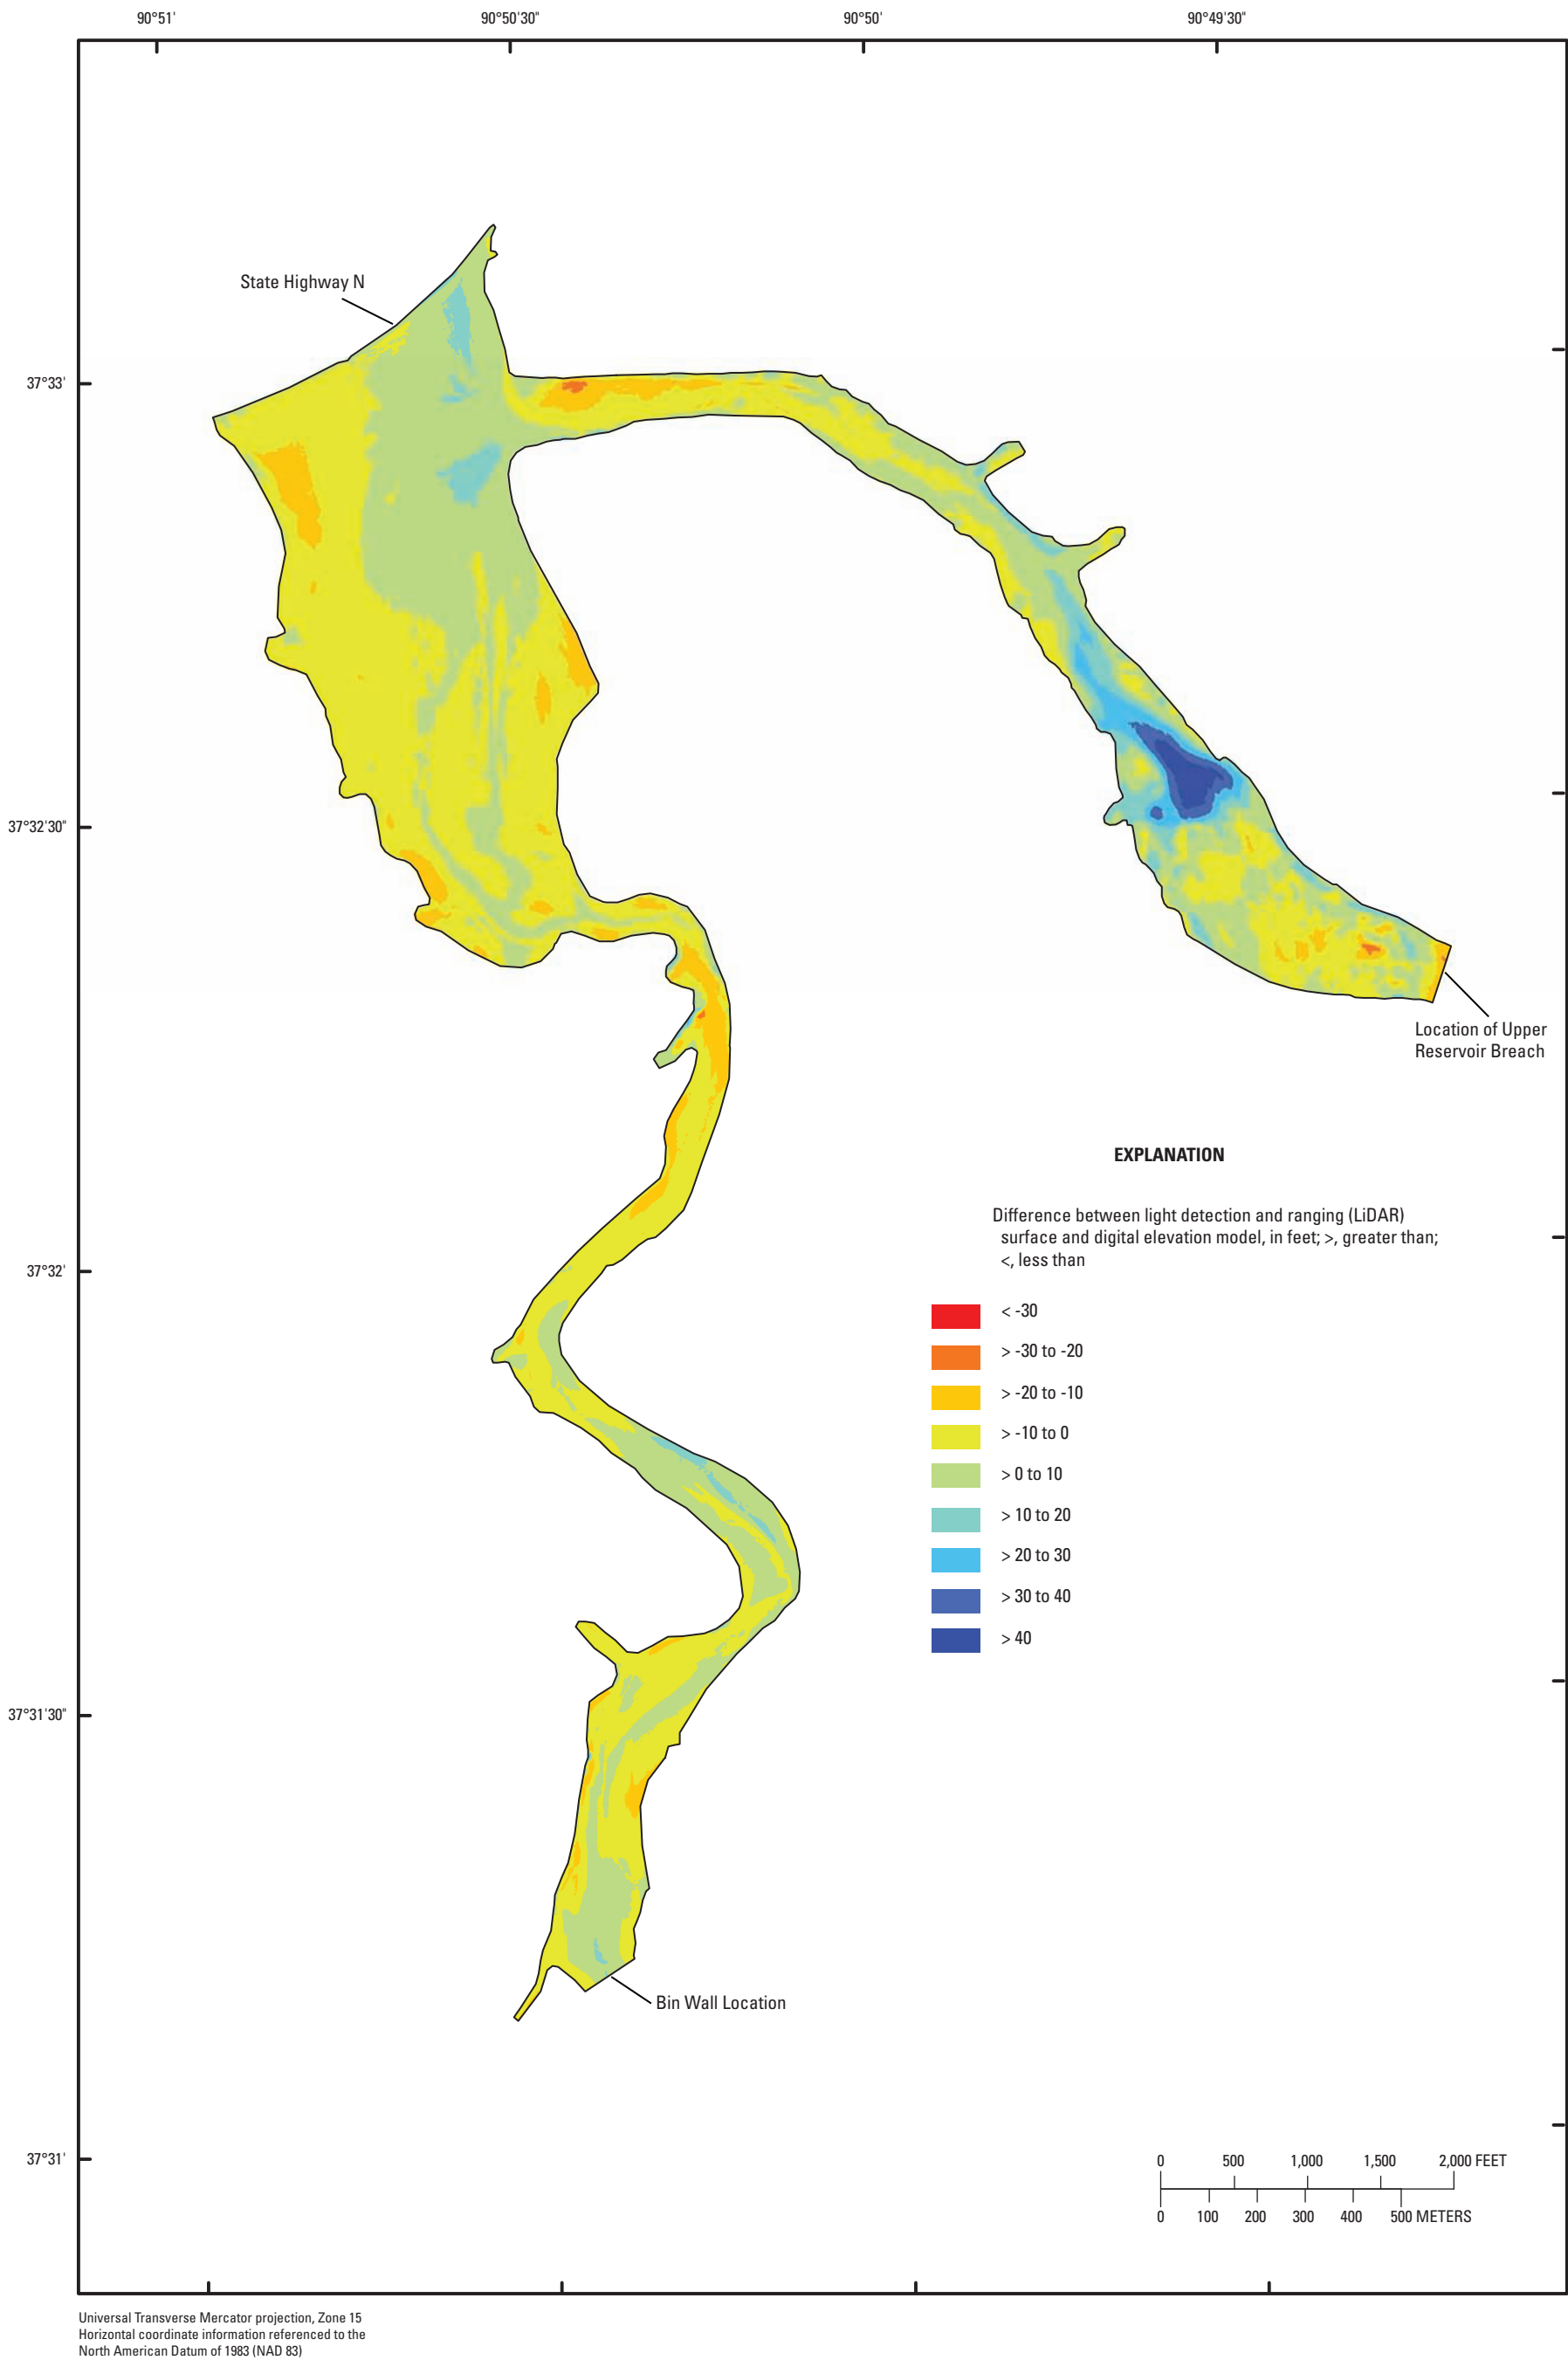 90°51'
90°50'30"
90°50'
90°49'30"
State Highway N
37°33'
37°32'30"
Location of Upper
Reservoir Breach
EXPLANATION
Difference between light detection and ranging (LiDAR)
surface and digital elevation model, in feet; >, greater than;
<, less than
37°32'
< -30
> -30 to -20
> -20 to -10
> -10 to 0
> 0 to 10
> 10 to 20
> 20 to 30
> 30 to 40
> 40
37°31'30"
Bin Wall Location
37°31'
0 500 1,000 1,500 2,000 FEET
0 100 200 300 400 500 METERS
Universal Transverse Mercator projection, Zone 15
Horizontal coordinate information referenced to the
North American Datum of 1983 (NAD 83)